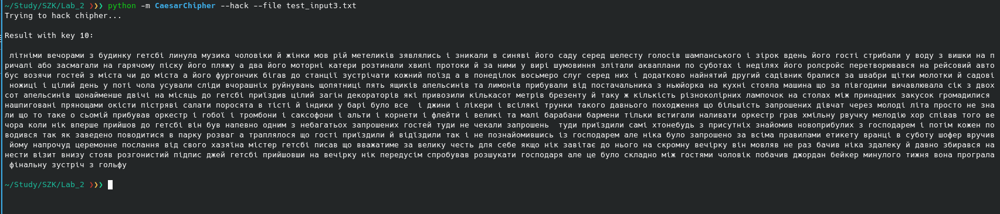 ~/Study/SZK/Lab_2 ❯❯❯ python -m CaesarChipher --hack --file test_input3.txt
Trying to hack chipher...
Result with key 10:
літніми вечорами з будинку гетсбі линула музика чоловіки й жінки мов рій метеликів зявлялись і зникали в синяві його саду серед шелесту голосів шампанського і зірок вдень його гості стрибали у воду з вишки на п
ричалі або засмагали на гарячому піску його пляжу а два його моторні катери розтинали хвилі протоки й за ними у вирі шумовиння злітали акваплани по суботах і неділях його ролсройс перетворювався на рейсовий авто
бус возячи гостей з міста чи до міста а його фургончик бігав до станції зустрічати кожний поїзд а в понеділок восьмеро слуг серед них і додатково найнятий другий садівник бралися за швабри щітки молотки й садові
ножиці і цілий день у поті чола усували сліди вчорашніх руйнувань щопятниці пять ящиків апельсинів та лимонів прибували від постачальника з ньюйорка на кухні стояла машина що за півгодини вичавлювала сік з двох
сот апельсинів щонайменше двічі на місяць до гетсбі приїздив цілий загін декораторів які привозили кількасот метрів брезенту й таку ж кількість різноколірних лампочок на столах між принадних закусок громадилися
нашпиговані прянощами окісти пістряві салати поросята в тісті й індики у барі було все  і джини і лікери і всілякі трунки такого давнього походження що більшість запрошених дівчат через молоді літа просто не зна
ли що то таке о сьомій прибував оркестр і гобої і тромбони і саксофони і альти і корнети і флейти і великі та малі барабани бармени тільки встигали наливати оркестр грав хмільну рвучку мелодію хор співав того ве
чора коли нік вперше прийшов до гетсбі він був напевно одним з небагатьох запрошених гостей туди не чекали запрошень  туди приїздили самі хтонебудь з присутніх знайомив новоприбулих з господарем і потім кожен по
водився так як заведено поводитися в парку розваг а траплялося що гості приїздили й відїздили так і не познайомившись із господарем але ніка було запрошено за всіма правилами етикету вранці в суботу шофер вручив
йому напрочуд церемонне послання від свого хазяїна містер гетсбі писав що вважатиме за велику честь для себе якщо нік завітає до нього на скромну вечірку він мовляв не раз бачив ніка здалеку й давно збирався на
нести візит внизу стояв розгонистий підпис джей гетсбі прийшовши на вечірку нік передусім спробував розшукати господаря але це було складно між гостями чоловік побачив джордан бейкер минулого тижня вона програла
фінальну зустріч з гольфу
~/Study/SZK/Lab_2 ❯❯❯